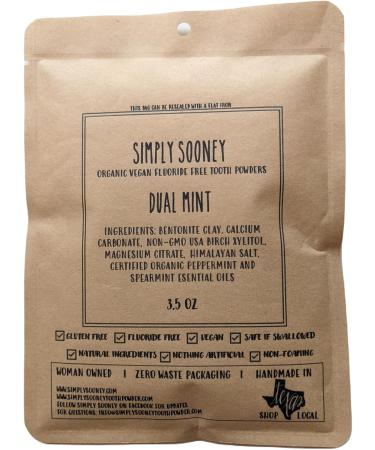 THIS BAG CAN BE RESEALED WITH A FLAT IRON
SIMPLY SOONEY
ORGANIC VEGAN FLUORIDE FREE TOOTH POWDERS
DUAL MINT
INGREDIENTS: BENTONITE CLAY, CALCIUM
CARBONATE, NON-GMO USA BIRCH XYLITOL,
MAGNESIUM CITRATE, HIMALAYAN SALT,
CERTIFIED ORGANIC PEPPERMINT AND
SPEARMINT ESENTIAL OILS
3.5 OZ
GLUTEN FREE FLUORIDE FREE VEGAN SAFE IF SWALLOWED
NATURAL INGREDIENTS NOTHING ARTIFICIAL NON-FOAMING
WOMAN OWNED | ZERO WASTE PACKAGING | HANDMADE IN
WWW.SIMPLYSOONEY.COM
WWW.SIMPLYSOONEYTOOTHPOWDER.COM
FOLLOW SIMPLY SOONEY ON FACEBOOK FOR UPDATES
FOR QUESTIONS: INFO@SIMPLYSOONEYTOOTHPOWDER.COM
Texas
SHOP LOCAL